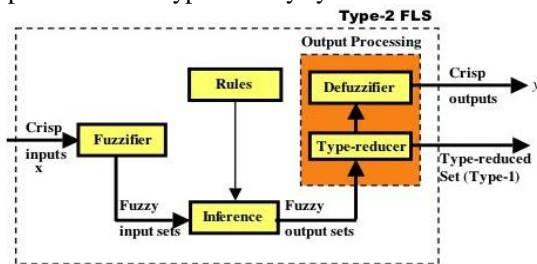 Type-2 FLS
Output Processing
Rules
Defuzzifier
Crisp
outputs
y
Crisp
inputs
x
Fuzzifier
Type-reducer
Type-reduced
Set (Type-1)
Fuzzy
input sets
Inference
Fuzzy
output sets